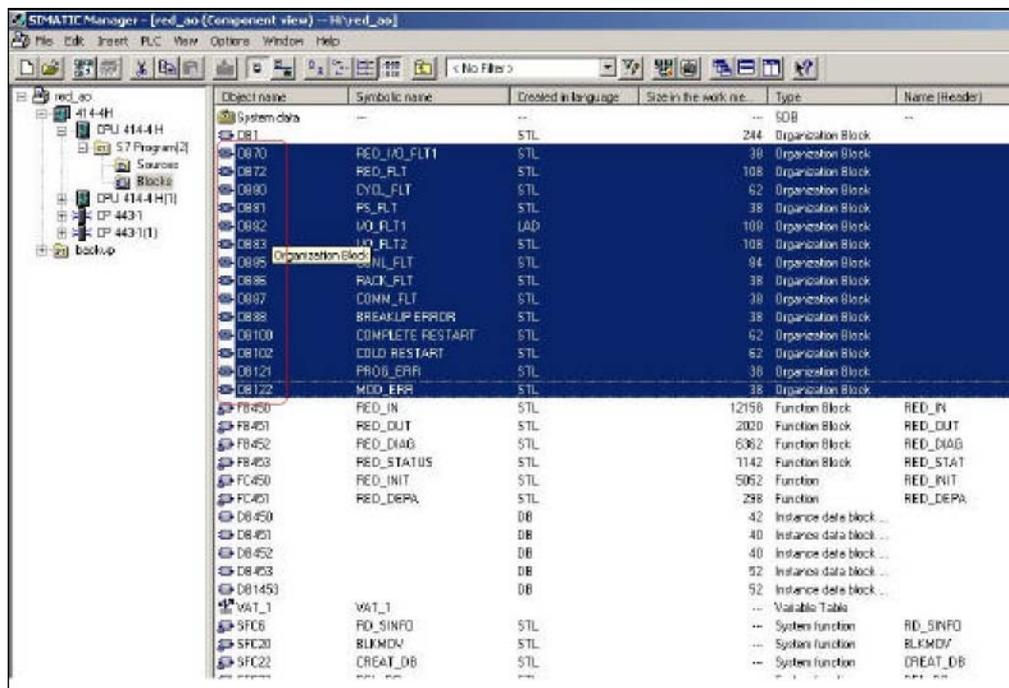 SIMATIC Manager - [red_ao (Component view) -- H:\red_ao]
File Edit Insert PLC View Options Window Help
< No Filter >
red_ao
414-4H
CPU 414-4 H
S7 Program(2)
Sources
Blocks
CPU 414-4 H(1)
CP 443-1
CP 443-1(1)
backup
Object name Symbolic name Created in language Size in the work me... Type Name (Header)
System data --- --- --- SDB ---
OB1 STL 244 Organization Block
OB70 RED_I/O_FLT1 STL 38 Organization Block
OB72 RED_FLT STL 108 Organization Block
OB80 CYCL_FLT STL 62 Organization Block
OB81 PS_FLT STL 38 Organization Block
OB82 I/O_FLT1 LAD 108 Organization Block
OB83 I/O_FLT2 STL 108 Organization Block
Organization Block
OB85 STL 94 Organization Block
OB86 RACK_FLT STL 38 Organization Block
OB87 COMM_FLT STL 38 Organization Block
OB88 BREAKUP ERROR STL 38 Organization Block
OB100 COMPLETE RESTART STL 62 Organization Block
OB102 COLD RESTART STL 62 Organization Block
OB121 PROG_ERR STL 38 Organization Block
OB122 MOD_ERR STL 38 Organization Block
FB450 RED_IN STL 12156 Function Block RED_IN
FB451 RED_OUT STL 2020 Function Block RED_OUT
FB452 RED_DIAG STL 6362 Function Block RED_DIAG
FB453 RED_STATUS STL 1142 Function Block RED_STAT
FC450 RED_INIT STL 5052 Function RED_INIT
FC451 RED_DEPA STL 298 Function RED_DEPA
DB450 DB 42 Instance data block ...
DB451 DB 40 Instance data block ...
DB452 DB 40 Instance data block ...
DB453 DB 52 Instance data block ...
DB1453 DB 52 Instance data block ...
VAT_1 VAT_1 --- Variable Table
SFC6 RD_SINFO STL --- System function RD_SINFO
SFC20 BLKMOV STL --- System function BLKMOV
SFC22 CREAT_DB STL --- System function CREAT_DB